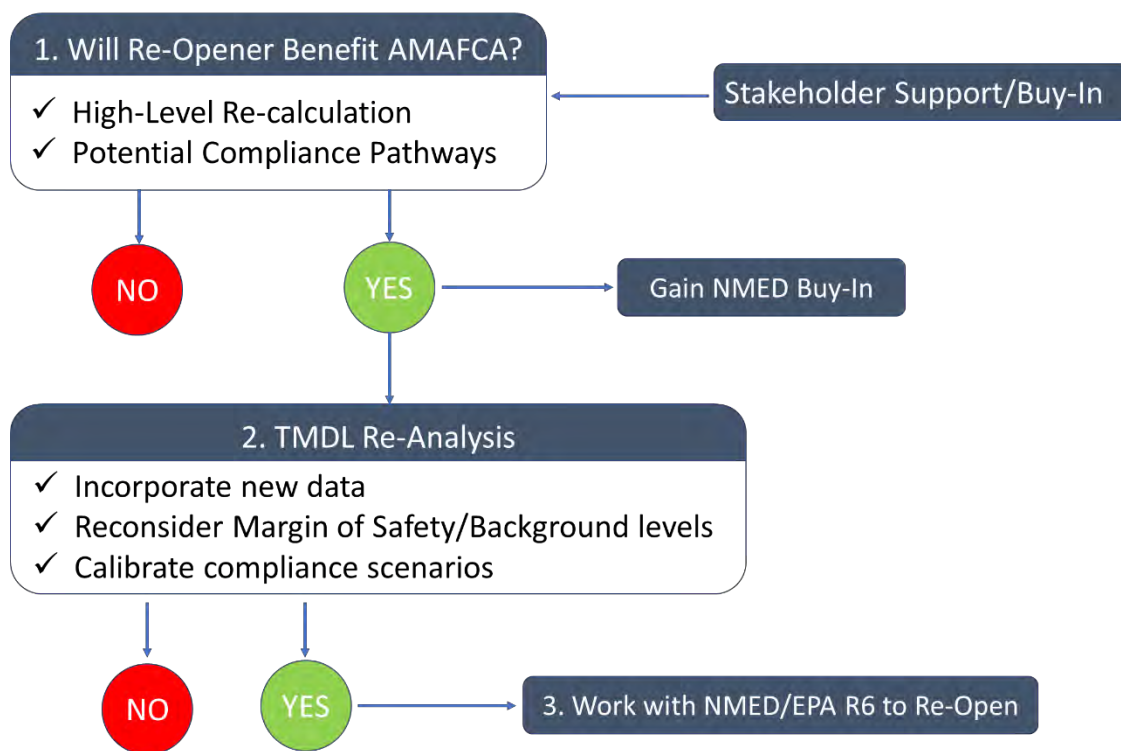 1. Will Re-Opener Benefit AMAFCA?
✓ High-Level Re-calculation
✓ Potential Compliance Pathways
Stakeholder Support/Buy-In
NO
YES
Gain NMED Buy-In
2. TMDL Re-Analysis
✓ Incorporate new data
✓ Reconsider Margin of Safety/Background levels
✓ Calibrate compliance scenarios
NO
YES
3. Work with NMED/EPA R6 to Re-Open